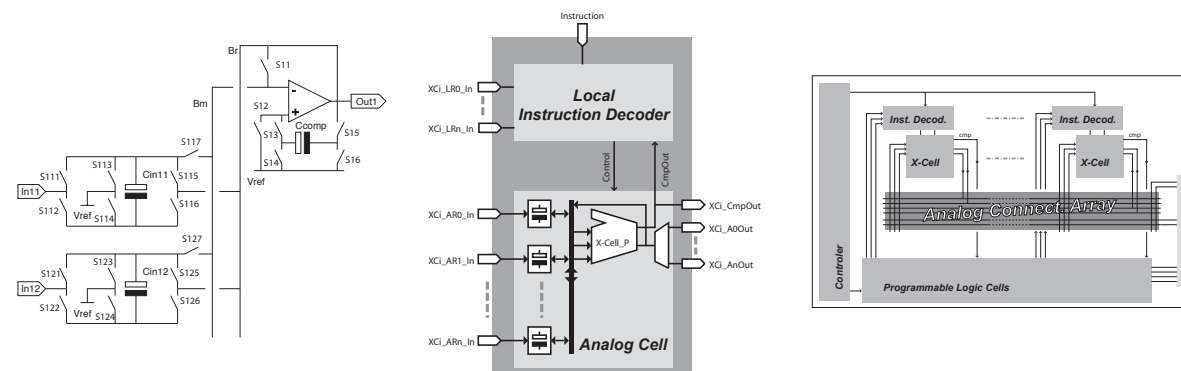 Br
S11
Bm
Out1
S12
Ccomp
S13
S15
S14
S16
Vref
S117
S113
Cin11
S111
S115
In11
S112
Vref
S114
S116
S127
S123
Cin12
S121
S125
In12
S122
Vref
S124
S126
Instruction
XCi_LR0_In
XCi_LRn_In
Local
Instruction Decoder
Control
CmpOut
XCi_AR0_In
XCi_AR1_In
XCi_ARn_In
X-Cell_P
XCi_CmpOut
XCi_A0Out
XCi_AnOut
Analog Cell
Inst. Decod.
Inst. Decod.
cmp
cmp
X-Cell
X-Cell
Analog Connect. Array
Controler
Programmable Logic Cells